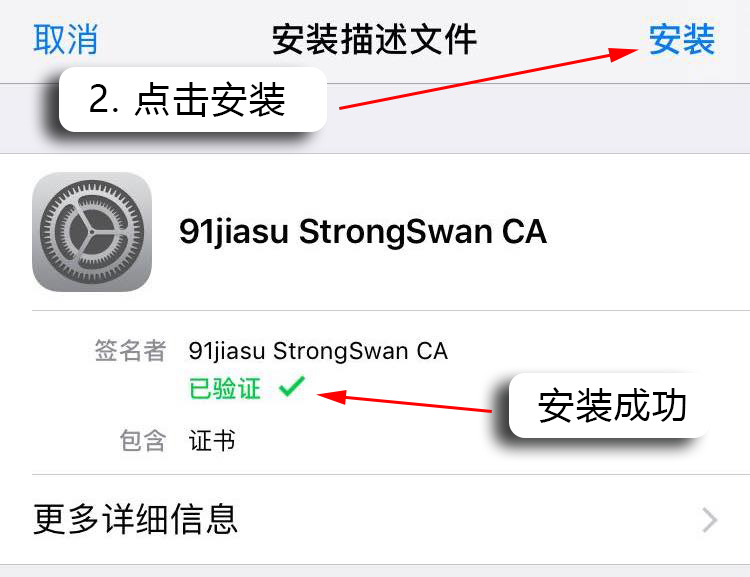 取消 安装描述文件 安装
2. 点击安装
91jiasu StrongSwan CA
签名者 91jiasu StrongSwan CA
已验证
安装成功
包含 证书
更多详细信息